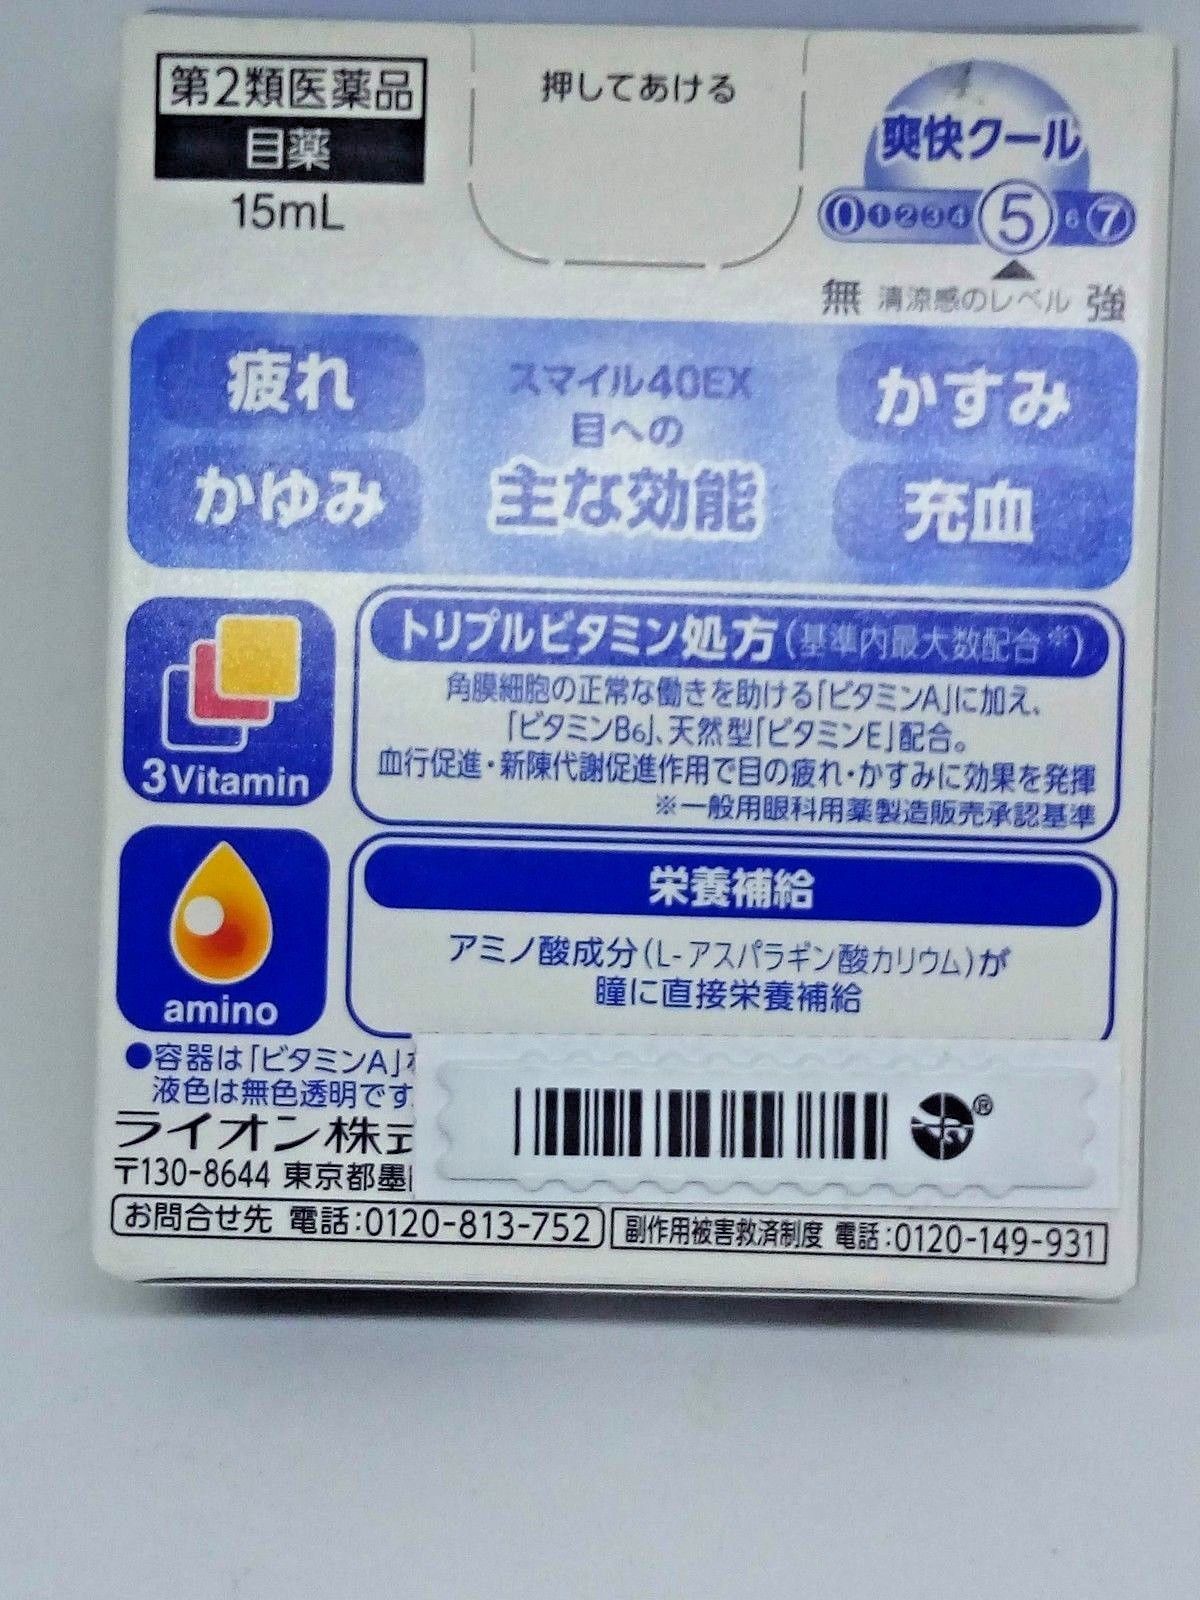 第2類医薬品
目薬
15mL
押してあける
爽快クール
0 1 2 3 4 5 6 7
無 清涼感のレベル 強
疲れ
かゆみ
スマイル40EX
目への
主な効能
かすみ
充血
3Vitamin
トリプルビタミン処方(基準内最大数配合※)
角膜細胞の正常な働きを助ける「ビタミンA」に加え、
「ビタミンB6」、天然型「ビタミンE」配合。
血行促進・新陳代謝促進作用で目の疲れ・かすみに効果を発揮
※一般用眼科用薬製造販売承認基準
amino
栄養補給
アミノ酸成分(L-アスパラギン酸カリウム)が
瞳に直接栄養補給
●容器は「ビタミンA」
液色は無色透明です
ライオン株式
〒130-8644 東京都墨
お問合せ先 電話:0120-813-752
副作用被害救済制度 電話:0120-149-931
®